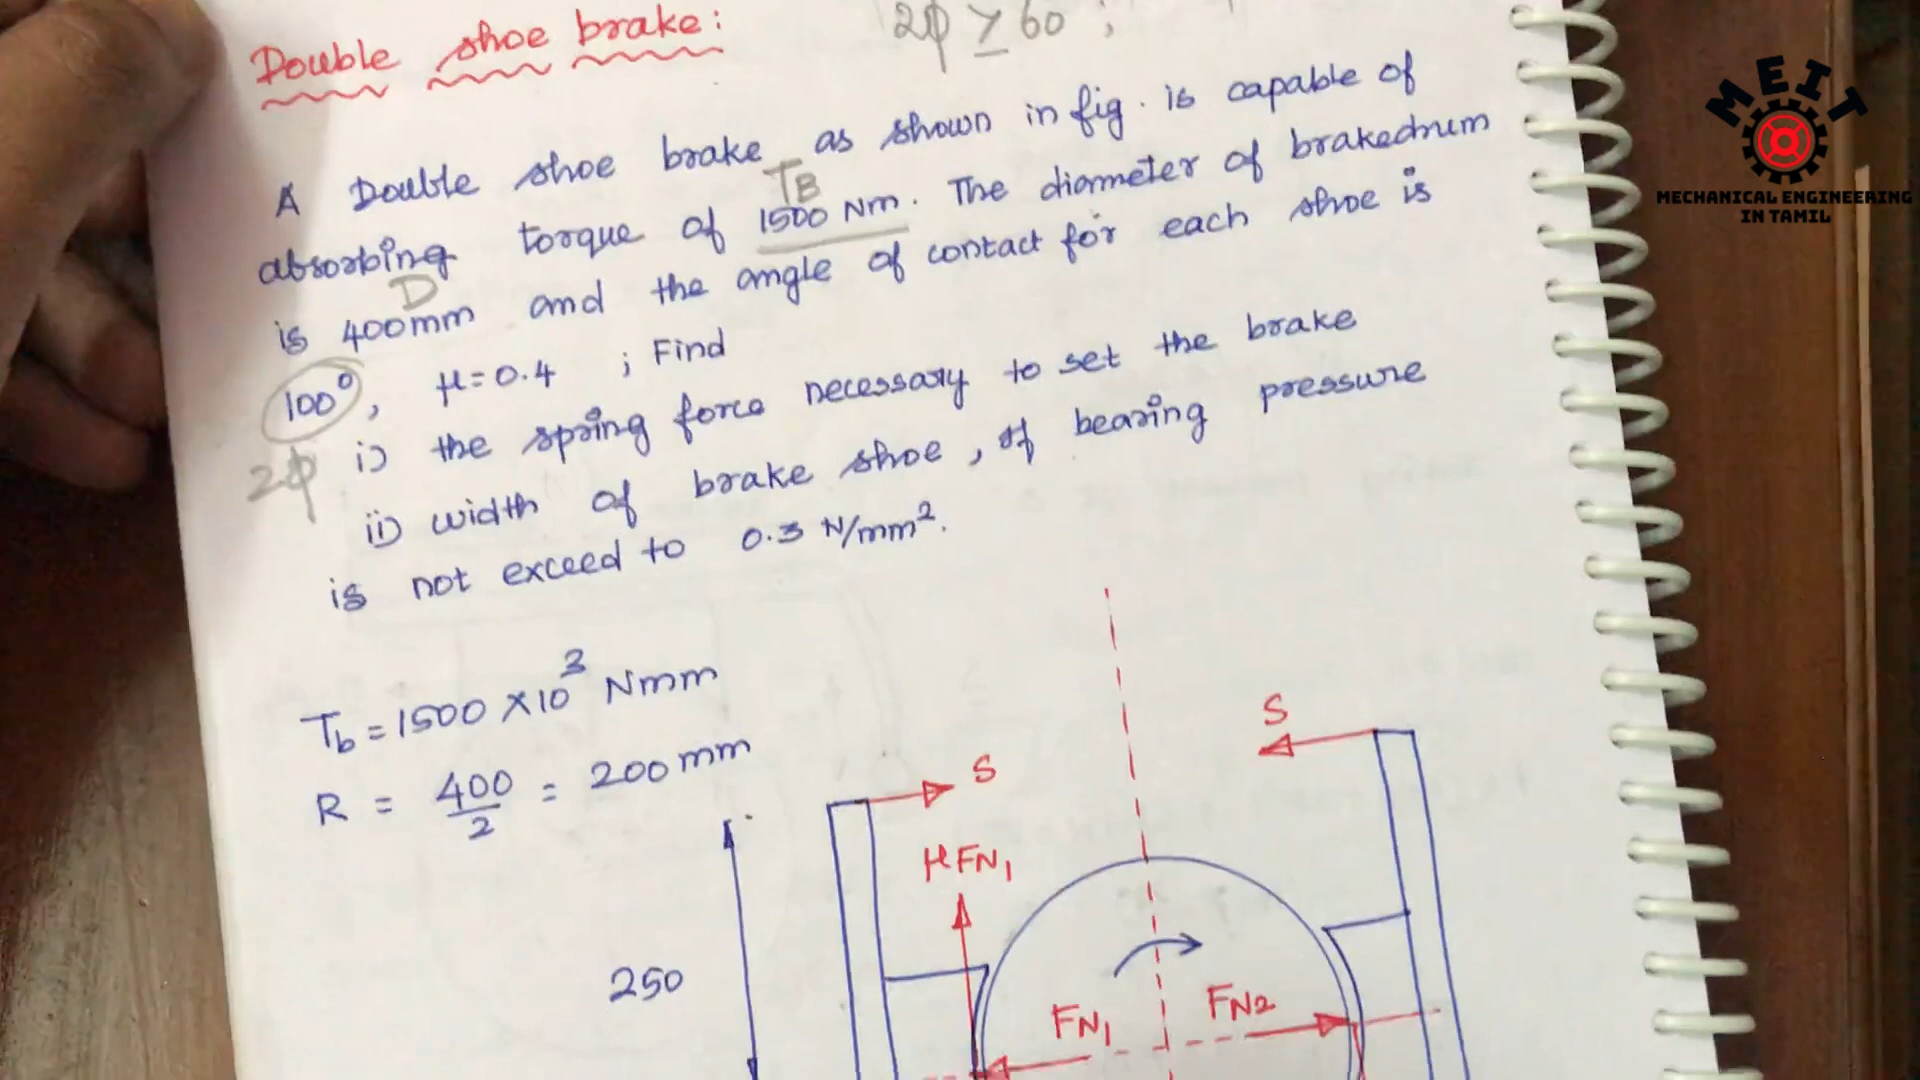 Double shoe brake:
2ϕ ≥ 60 ;
A Double shoe brake as shown in fig. is capable of
TB
absorbing torque of 1500 Nm. The diameter of brakedrum
D
is 400mm and the angle of contact for each shoe is
100°, μ=0.4 ; Find
2ϕ
i) the spring force necessary to set the brake
ii) width of brake shoe, if bearing pressure
is not exceed to 0.3 N/mm².
Tb = 1500 × 10³ Nmm
R = 400/2 = 200 mm
S
S
μFN1
250
FN1
FN2
MEIT
MECHANICAL ENGINEERING
IN TAMIL